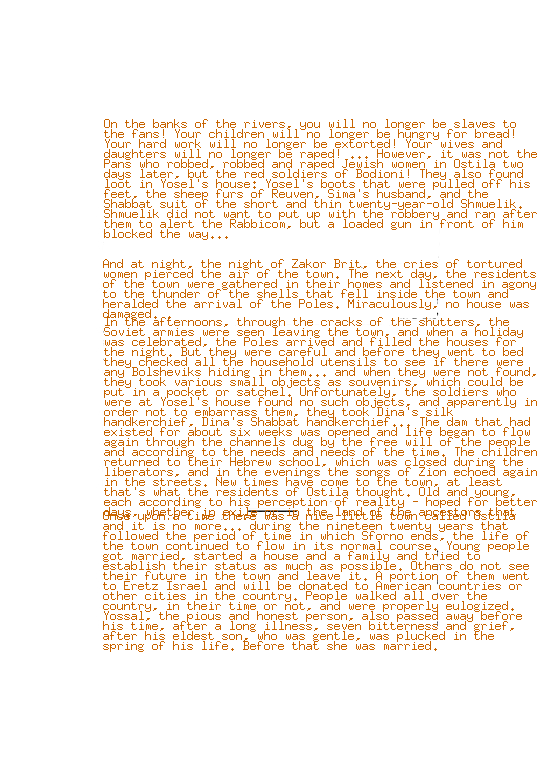 On the banks of the rivers, you will no longer be slaves to
the fans! Your children will no longer be hungry for bread!
Your hard work will no longer be extorted! Your wives and
daughters will no longer be raped! ... However, it was not the
Pans who robbed, robbed and raped Jewish women in Ostila two
days later, but the red soldiers of Bodioni! They also found
loot in Yosel's house: Yosel's boots that were pulled off his
feet, the sheep furs of Reuven, Sima's husband, and the
Shabbat suit of the short and thin twenty-year-old Shmuelik.
Shmuelik did not want to put up with the robbery and ran after
them to alert the Rabbicom, but a loaded gun in front of him
blocked the way...
And at night, the night of Zakor Brit, the cries of tortured
women pierced the air of the town. The next day, the residents
of the town were gathered in their homes and listened in agony
to the thunder of the shells that fell inside the town and
heralded the arrival of the Poles. Miraculously, no house was
damaged...
In the afternoons, through the cracks of the shutters, the
Soviet armies were seen leaving the town, and when a holiday
was celebrated, the Poles arrived and filled the houses for
the night. But they were careful and before they went to bed
they checked all the household utensils to see if there were
any Bolsheviks hiding in them... and when they were not found,
they took various small objects as souvenirs, which could be
put in a pocket or satchel. Unfortunately, the soldiers who
were at Yosel's house found no such objects, and apparently in
order not to embarrass them, they took Dina's silk
handkerchief, Dina's Shabbat handkerchief... The dam that had
existed for about six weeks was opened and life began to flow
again through the channels dug by the free will of the people
and according to the needs and needs of the time. The children
returned to their Hebrew school, which was closed during the
liberators, and in the evenings the songs of Zion echoed again
in the streets. New times have come to the town, at least
that's what the residents of Ostila thought. Old and young,
each according to his perception of reality - hoped for better
days, whether in exile or in the land of the ancestors that
Once upon a time there was a nice little town called Ostila
and it is no more... during the nineteen twenty years that
followed the period of time in which Sforno ends, the life of
the town continued to flow in its normal course. Young people
got married, started a house and a family and tried to
establish their status as much as possible. Others do not see
their future in the town and leave it. A portion of them went
to Eretz Israel and will be donated to American countries or
other cities in the country. People walked all over the
country, in their time or not, and were properly eulogized.
Yossal, the pious and honest person, also passed away before
his time, after a long illness, seven bitterness and grief,
after his eldest son, who was gentle, was plucked in the
spring of his life. Before that she was married.